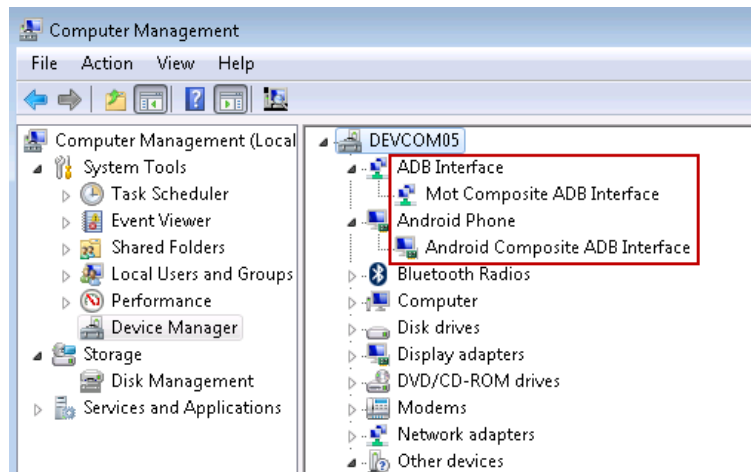 Computer Management
File Action View Help
Computer Management (Local
System Tools
Task Scheduler
Event Viewer
Shared Folders
Local Users and Groups
Performance
Device Manager
Storage
Disk Management
Services and Applications
DEVCOM05
ADB Interface
Mot Composite ADB Interface
Android Phone
Android Composite ADB Interface
Bluetooth Radios
Computer
Disk drives
Display adapters
DVD/CD-ROM drives
Modems
Network adapters
Other devices